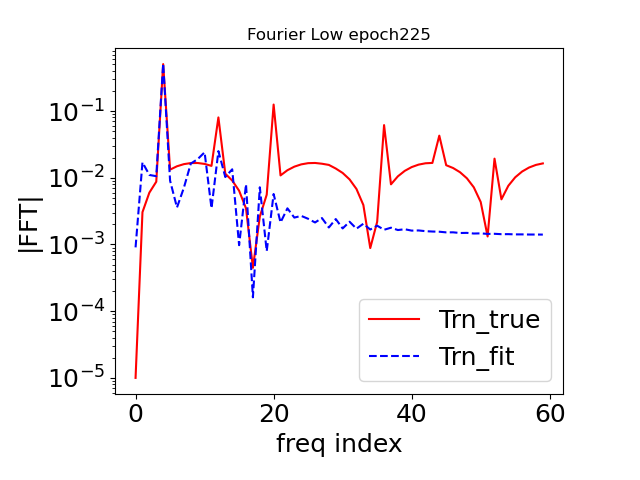 Fourier Low epoch225
|FFT|
10⁻¹
10⁻²
10⁻³
10⁻⁴
10⁻⁵
Trn_true
Trn_fit
0 20 40 60
freq index